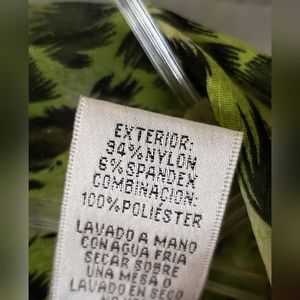 EXTERIOR:
94%NYLON
6%SPANDEX
COMBINACION:
100%POLIÉSTER
LAVADO A MANO
CON AGUA FRIA
SECAR SOBRE
UNA MESA O
LAVADO EN SECO